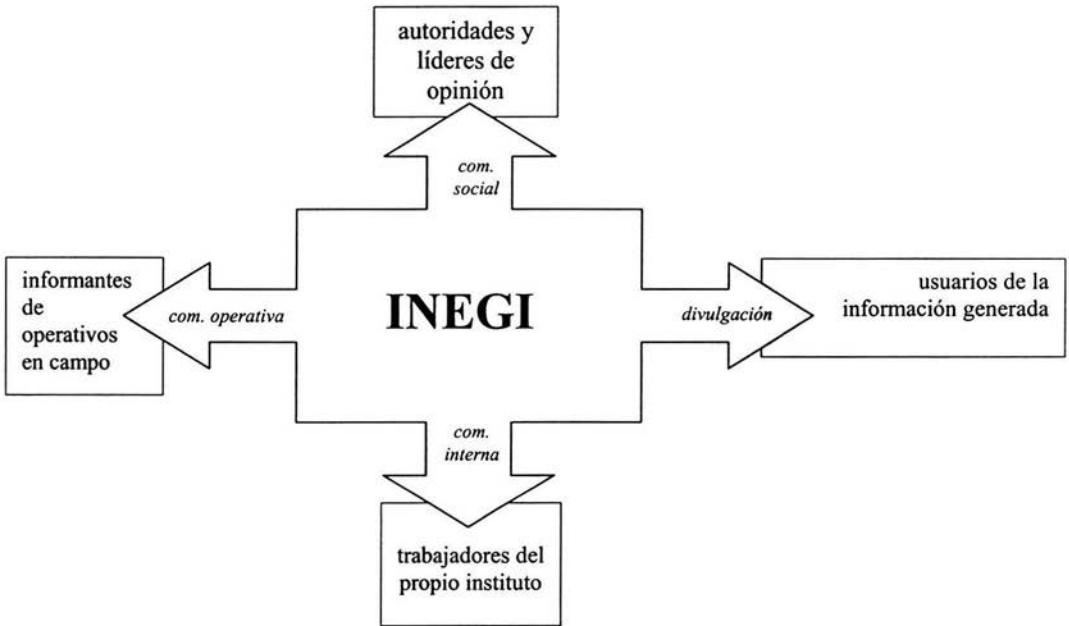 autoridades y
líderes de
opinión
com.
social
informantes
de
operativos
en campo
com. operativa
INEGI
divulgación
usuarios de la
información generada
com.
interna
trabajadores del
propio instituto